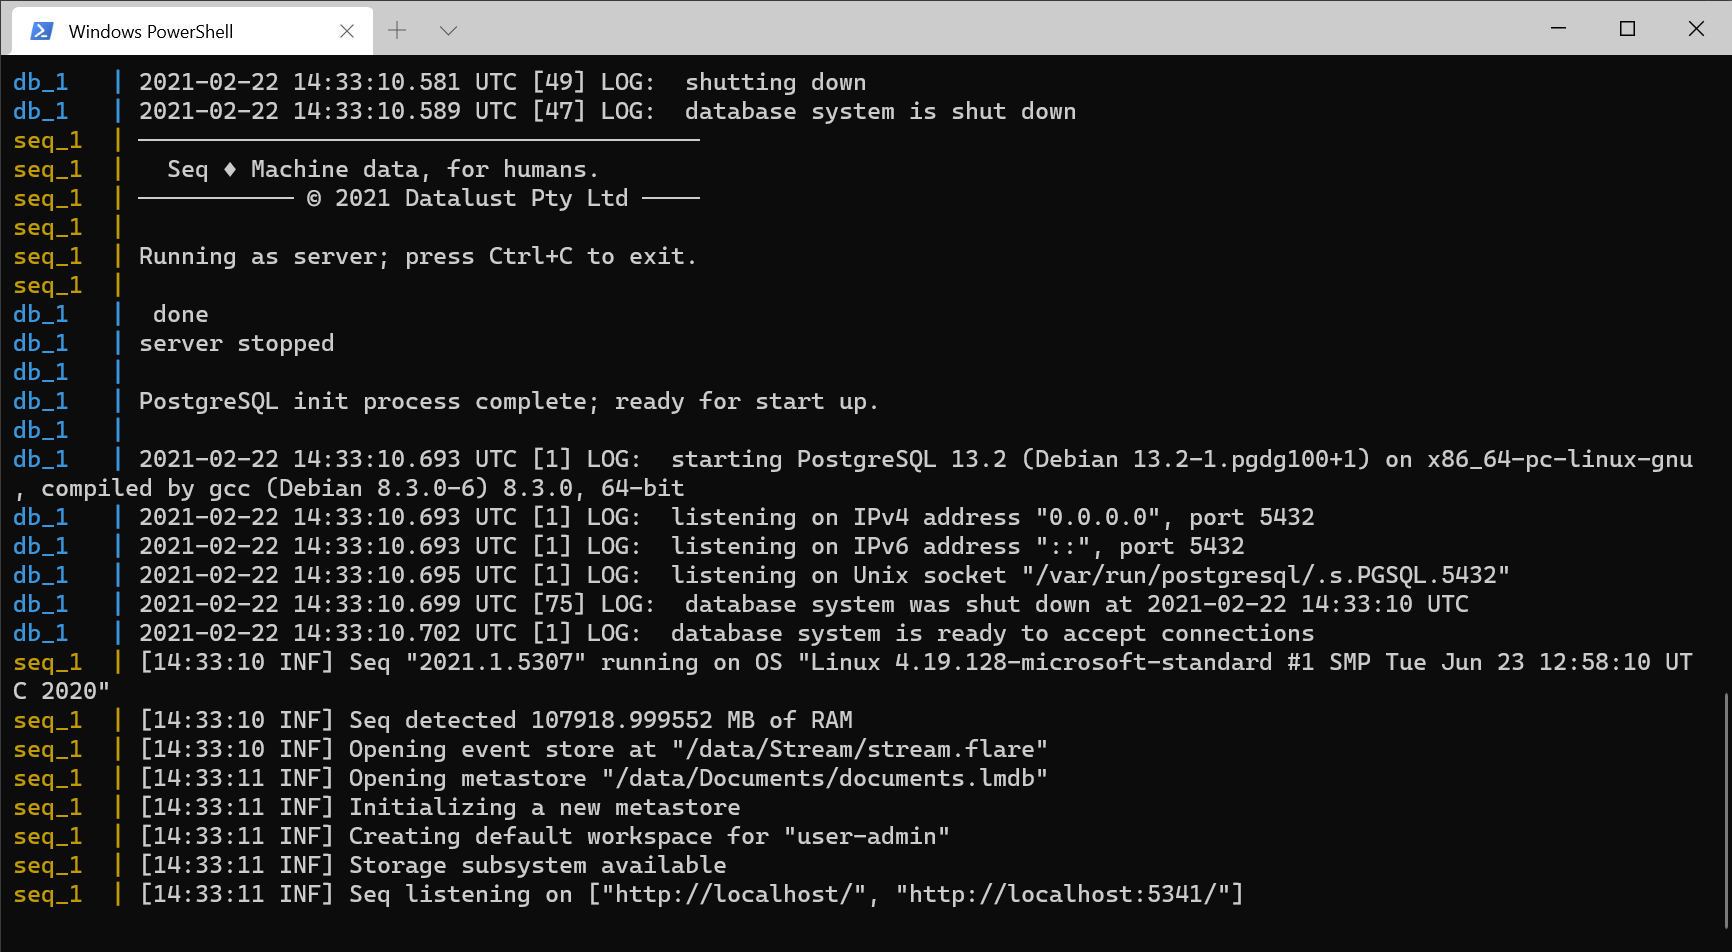 Windows PowerShell
db_1   | 2021-02-22 14:33:10.581 UTC [49] LOG:  shutting down
db_1   | 2021-02-22 14:33:10.589 UTC [47] LOG:  database system is shut down
seq_1  | ────────────────────────────────────────
seq_1  |   Seq ♦ Machine data, for humans.
seq_1  | ─────────── © 2021 Datalust Pty Ltd ────
seq_1  |
seq_1  | Running as server; press Ctrl+C to exit.
seq_1  |
db_1   |  done
db_1   | server stopped
db_1   |
db_1   | PostgreSQL init process complete; ready for start up.
db_1   |
db_1   | 2021-02-22 14:33:10.693 UTC [1] LOG:  starting PostgreSQL 13.2 (Debian 13.2-1.pgdg100+1) on x86_64-pc-linux-gnu
, compiled by gcc (Debian 8.3.0-6) 8.3.0, 64-bit
db_1   | 2021-02-22 14:33:10.693 UTC [1] LOG:  listening on IPv4 address "0.0.0.0", port 5432
db_1   | 2021-02-22 14:33:10.693 UTC [1] LOG:  listening on IPv6 address "::", port 5432
db_1   | 2021-02-22 14:33:10.695 UTC [1] LOG:  listening on Unix socket "/var/run/postgresql/.s.PGSQL.5432"
db_1   | 2021-02-22 14:33:10.699 UTC [75] LOG:  database system was shut down at 2021-02-22 14:33:10 UTC
db_1   | 2021-02-22 14:33:10.702 UTC [1] LOG:  database system is ready to accept connections
seq_1  | [14:33:10 INF] Seq "2021.1.5307" running on OS "Linux 4.19.128-microsoft-standard #1 SMP Tue Jun 23 12:58:10 UT
C 2020"
seq_1  | [14:33:10 INF] Seq detected 107918.999552 MB of RAM
seq_1  | [14:33:10 INF] Opening event store at "/data/Stream/stream.flare"
seq_1  | [14:33:11 INF] Opening metastore "/data/Documents/documents.lmdb"
seq_1  | [14:33:11 INF] Initializing a new metastore
seq_1  | [14:33:11 INF] Creating default workspace for "user-admin"
seq_1  | [14:33:11 INF] Storage subsystem available
seq_1  | [14:33:11 INF] Seq listening on ["http://localhost/", "http://localhost:5341/"]